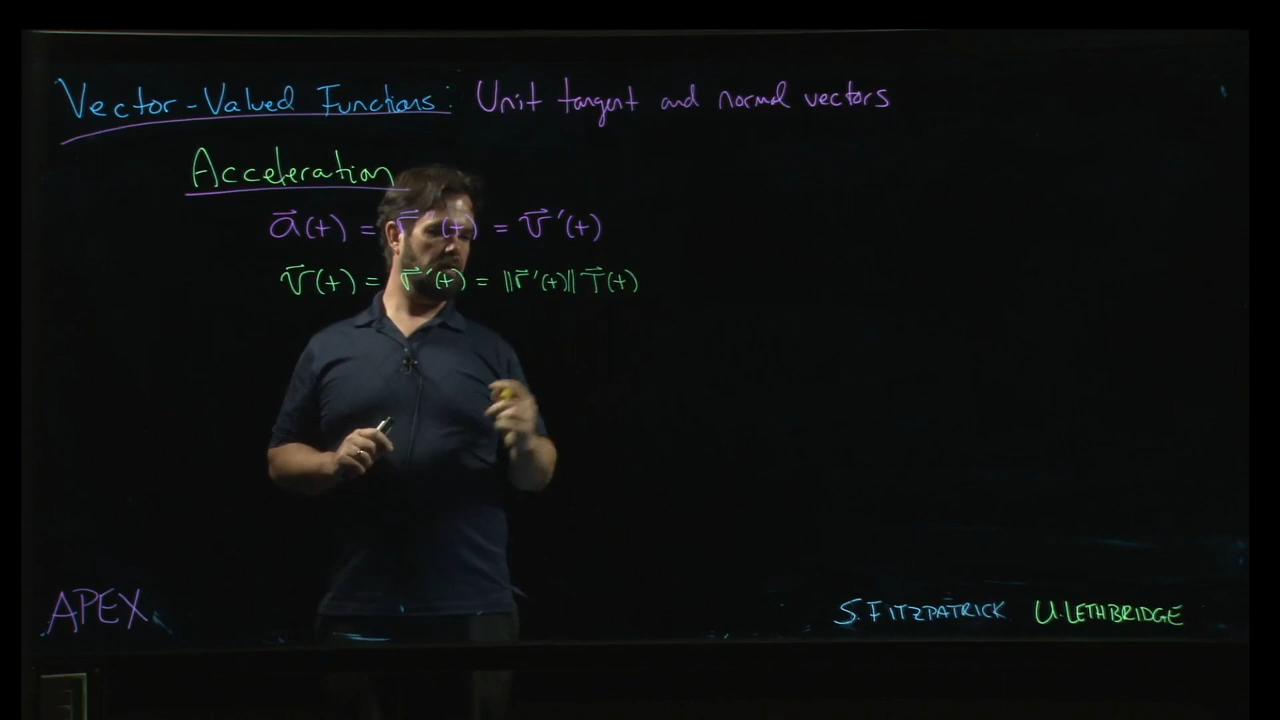 Vector-Valued Functions: Unit tangent and normal vectors
Acceleration
a⃗(t) = r⃗''(t) = v⃗'(t)
v⃗(t) = r⃗'(t) = ||r⃗'(t)|| T⃗(t)
APEX
S. FITZPATRICK U. LETHBRIDGE